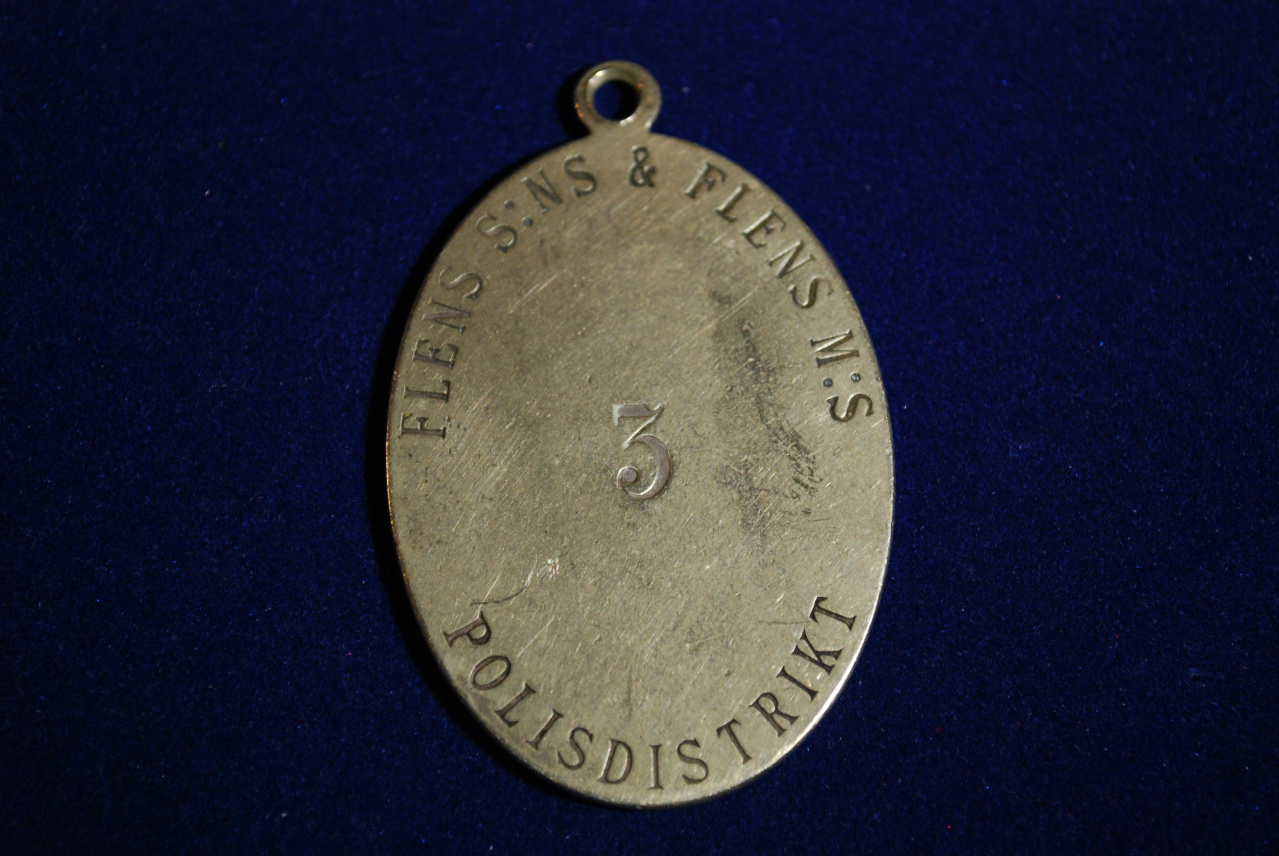 FLENS S:NS & FLENS M:S
3
POLISDISTRIKT